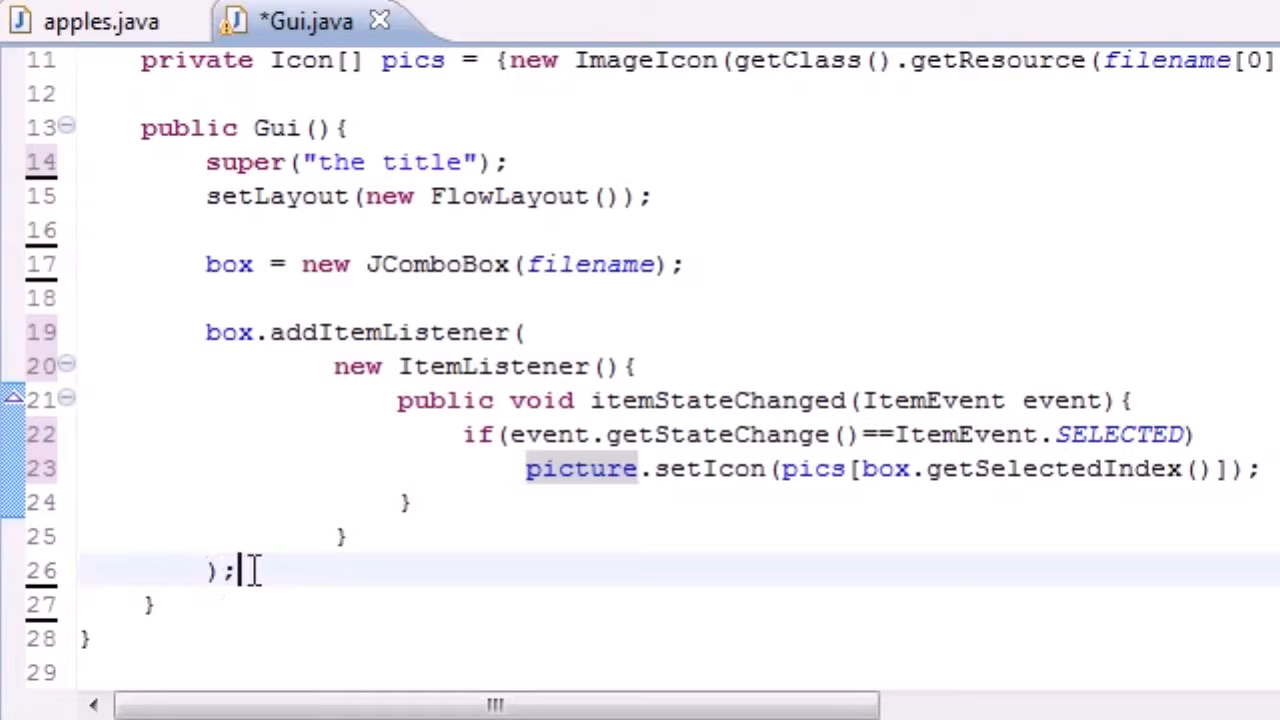 apples.java
*Gui.java
11 private Icon[] pics = {new ImageIcon(getClass().getResource(filename[0]
12
13 public Gui(){
14 super("the title");
15 setLayout(new FlowLayout());
16
17 box = new JComboBox(filename);
18
19 box.addItemListener(
20 new ItemListener(){
21 public void itemStateChanged(ItemEvent event){
22 if(event.getStateChange()==ItemEvent.SELECTED)
23 picture.setIcon(pics[box.getSelectedIndex()]);
24 }
25 }
26 );
27 }
28 }
29